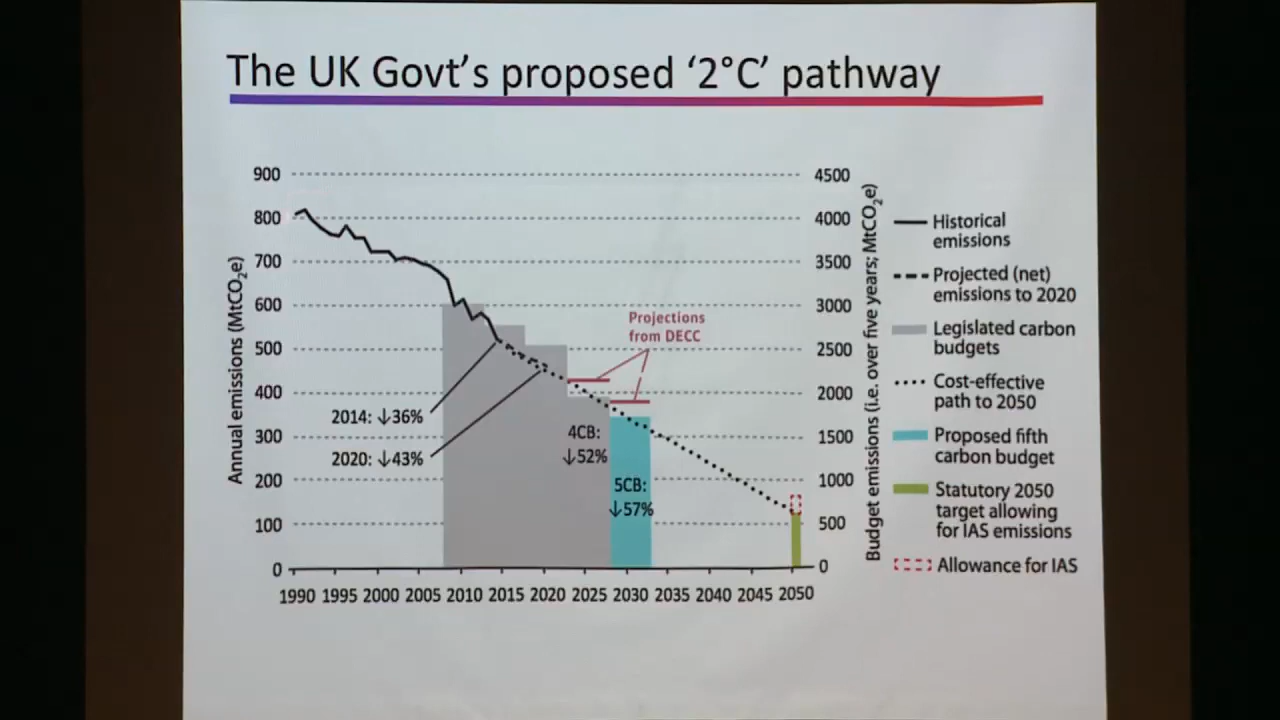 The UK Govt's proposed ‘2°C’ pathway
900
800
700
600
500
400
300
200
100
0
Annual emissions (MtCO₂e)
1990 1995 2000 2005 2010 2015 2020 2025 2030 2035 2040 2045 2050
4500
4000
3500
3000
2500
2000
1500
1000
500
0
Budget emissions (i.e. over five years; MtCO₂e)
Projections
from DECC
2014: ↓36%
2020: ↓43%
4CB:
↓52%
5CB:
↓57%
Historical
emissions
Projected (net)
emissions to 2020
Legislated carbon
budgets
Cost-effective
path to 2050
Proposed fifth
carbon budget
Statutory 2050
target allowing
for IAS emissions
Allowance for IAS